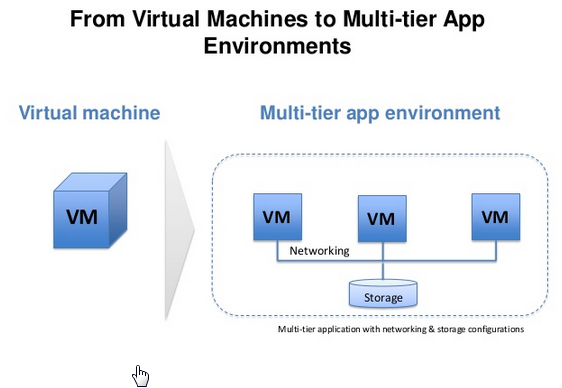 From Virtual Machines to Multi-tier App
Environments
Virtual machine
Multi-tier app environment
VM
VM
VM
VM
Networking
Storage
Multi-tier application with networking & storage configurations